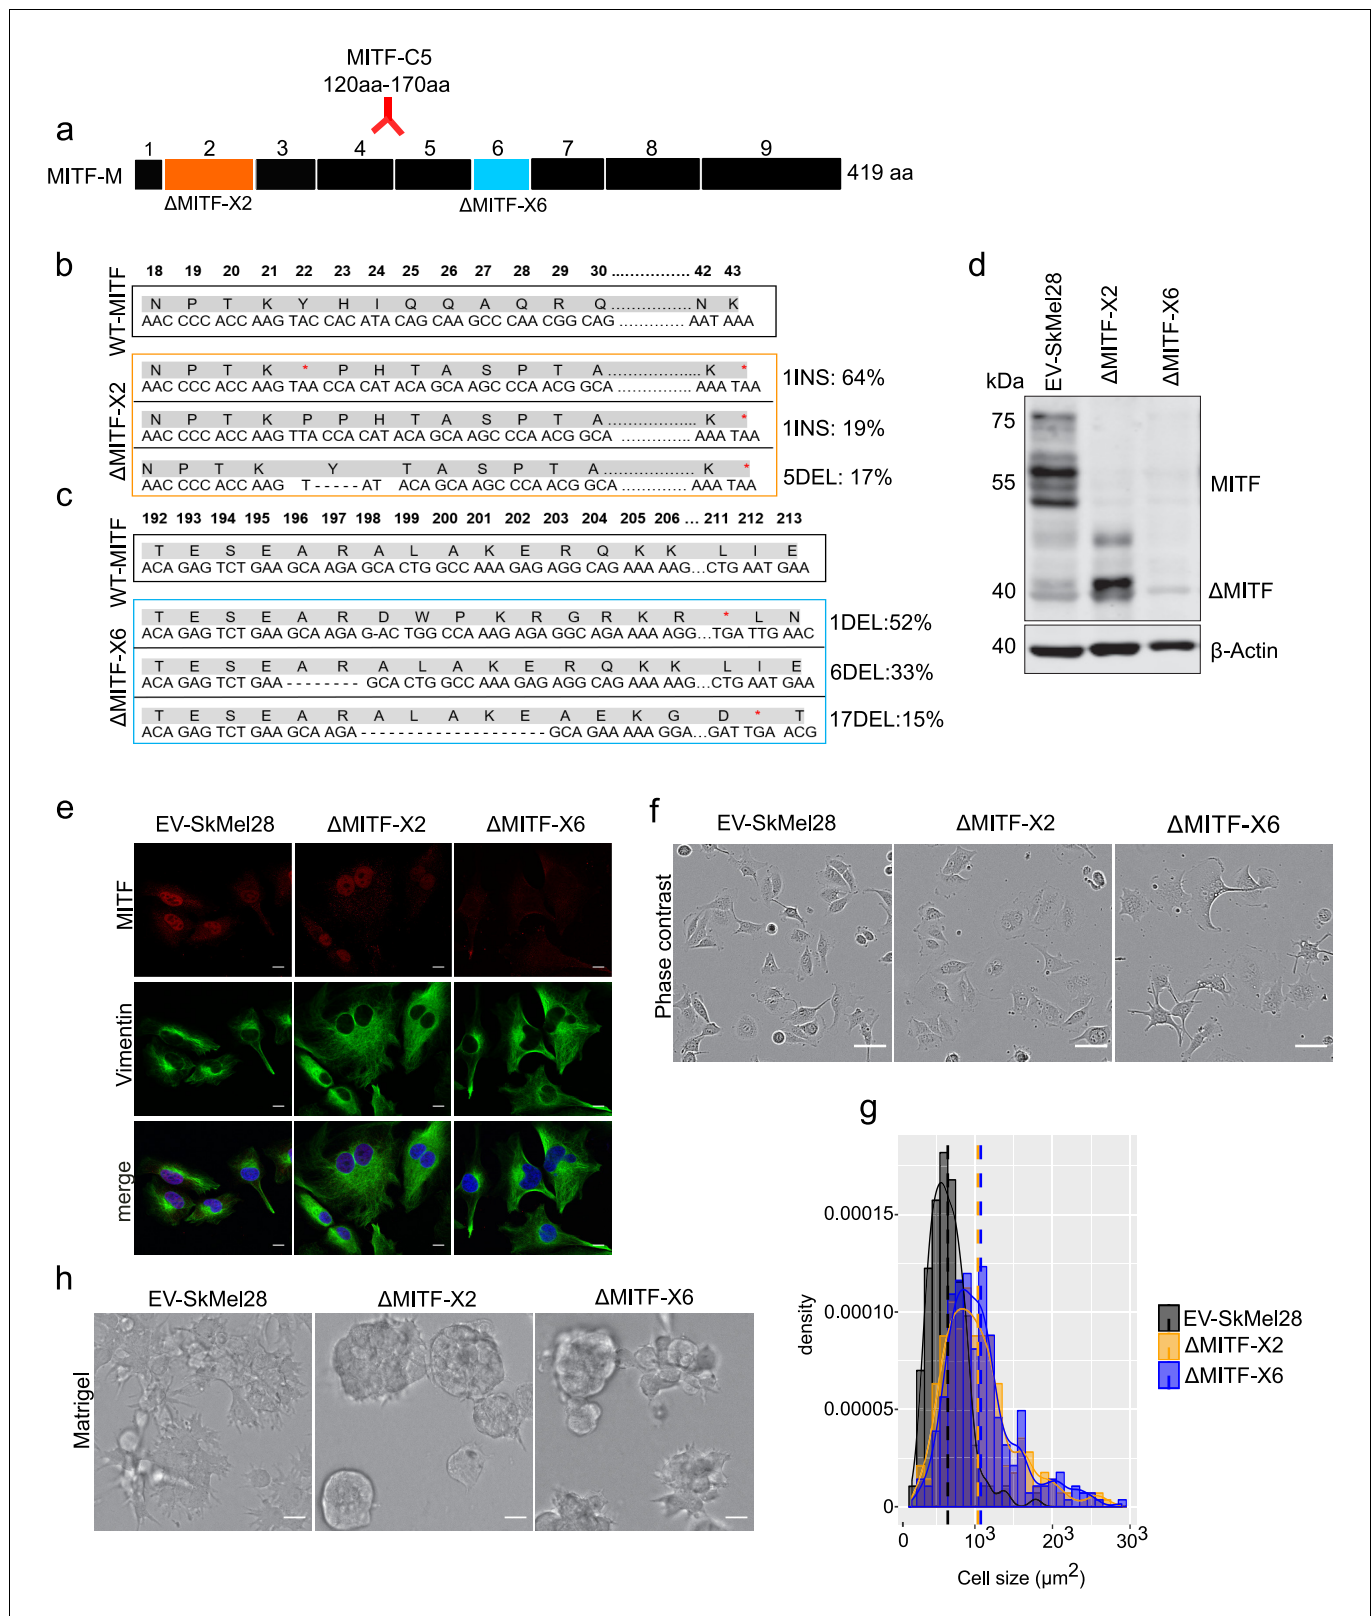 MITF-C5
120aa-170aa
a
1 2 3 4 5 6 7 8 9
MITF-M
419 aa
ΔMITF-X2
ΔMITF-X6
b
WT-MITF
18 19 20 21 22 23 24 25 26 27 28 29 30 ................ 42 43
N P T K Y H I Q Q A Q R Q ................ N K
AAC CCC ACC AAG TAC CAC ATA CAG CAA GCC CAA CGG CAG ............. AAT AAA
ΔMITF-X2
N P T K * P H T A S P T A ................ K *
AAC CCC ACC AAG TAA CCA CAT ACA GCA AGC CCA ACG GCA ............. AAA TAA
1INS: 64%
N P T K P P H T A S P T A ................ K *
AAC CCC ACC AAG TTA CCA CAT ACA GCA AGC CCA ACG GCA ............. AAA TAA
1INS: 19%
N P T K Y T A S P T A .................... K *
AAC CCC ACC AAG T-----AT ACA GCA AGC CCA ACG GCA ............. AAA TAA
5DEL: 17%
c
WT-MITF
192 193 194 195 196 197 198 199 200 201 202 203 204 205 206 ... 211 212 213
T E S E A R A L A K E R Q K K L I E
ACA GAG TCT GAA GCA AGA GCA CTG GCC AAA GAG AGG CAG AAA AAG...CTG AAT GAA
ΔMITF-X6
T E S E A R D W P K R G R K R * L N
ACA GAG TCT GAA GCA AGA G-AC TGG CCA AAG AGA GGC AGA AAA AGG...TGA TTG AAC
1DEL:52%
T E S E A R A L A K E R Q K K L I E
ACA GAG TCT GAA - - - - - - - GCA CTG GCC AAA GAG AGG CAG AAA AAG...CTG AAT GAA
6DEL:33%
T E S E A R A L A K E A E K G D * T
ACA GAG TCT GAA GCA AGA- - - - - - - - - - - - - - - - - -GCA GAA AAA GGA...GAT TGA ACG
17DEL:15%
d
EV-SkMel28
ΔMITF-X2
ΔMITF-X6
kDa
75
55
MITF
40
ΔMITF
40
β-Actin
e
EV-SkMel28 ΔMITF-X2 ΔMITF-X6
MITF
Vimentin
merge
f
EV-SkMel28 ΔMITF-X2 ΔMITF-X6
Phase contrast
g
0.00015
0.00010
0.00005
0
density
0 10³ 20³ 30³
Cell size (µm²)
EV-SkMel28
ΔMITF-X2
ΔMITF-X6
h
EV-SkMel28 ΔMITF-X2 ΔMITF-X6
Matrigel